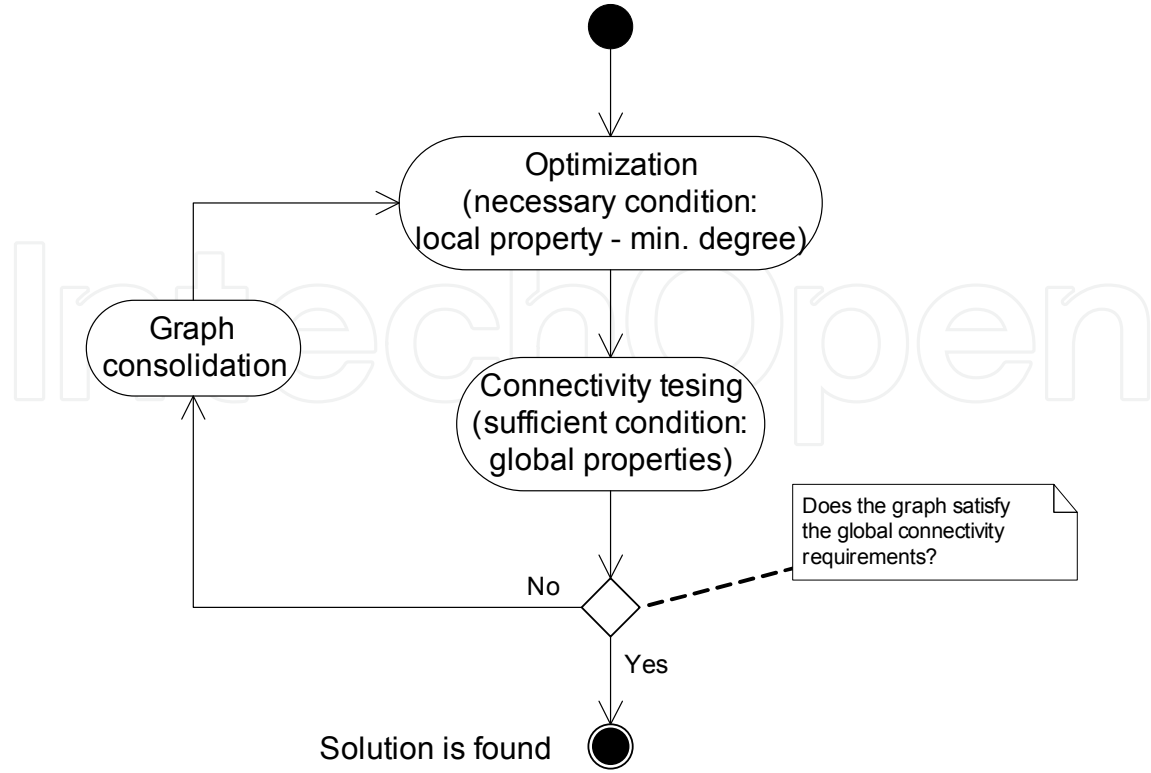 Optimization
(necessary condition:
local property - min. degree)
IntechOpen
Graph
consolidation
Connectivity tesing
(sufficient condition:
global properties)
Does the graph satisfy
the global connectivity
requirements?
No
Yes
Solution is found